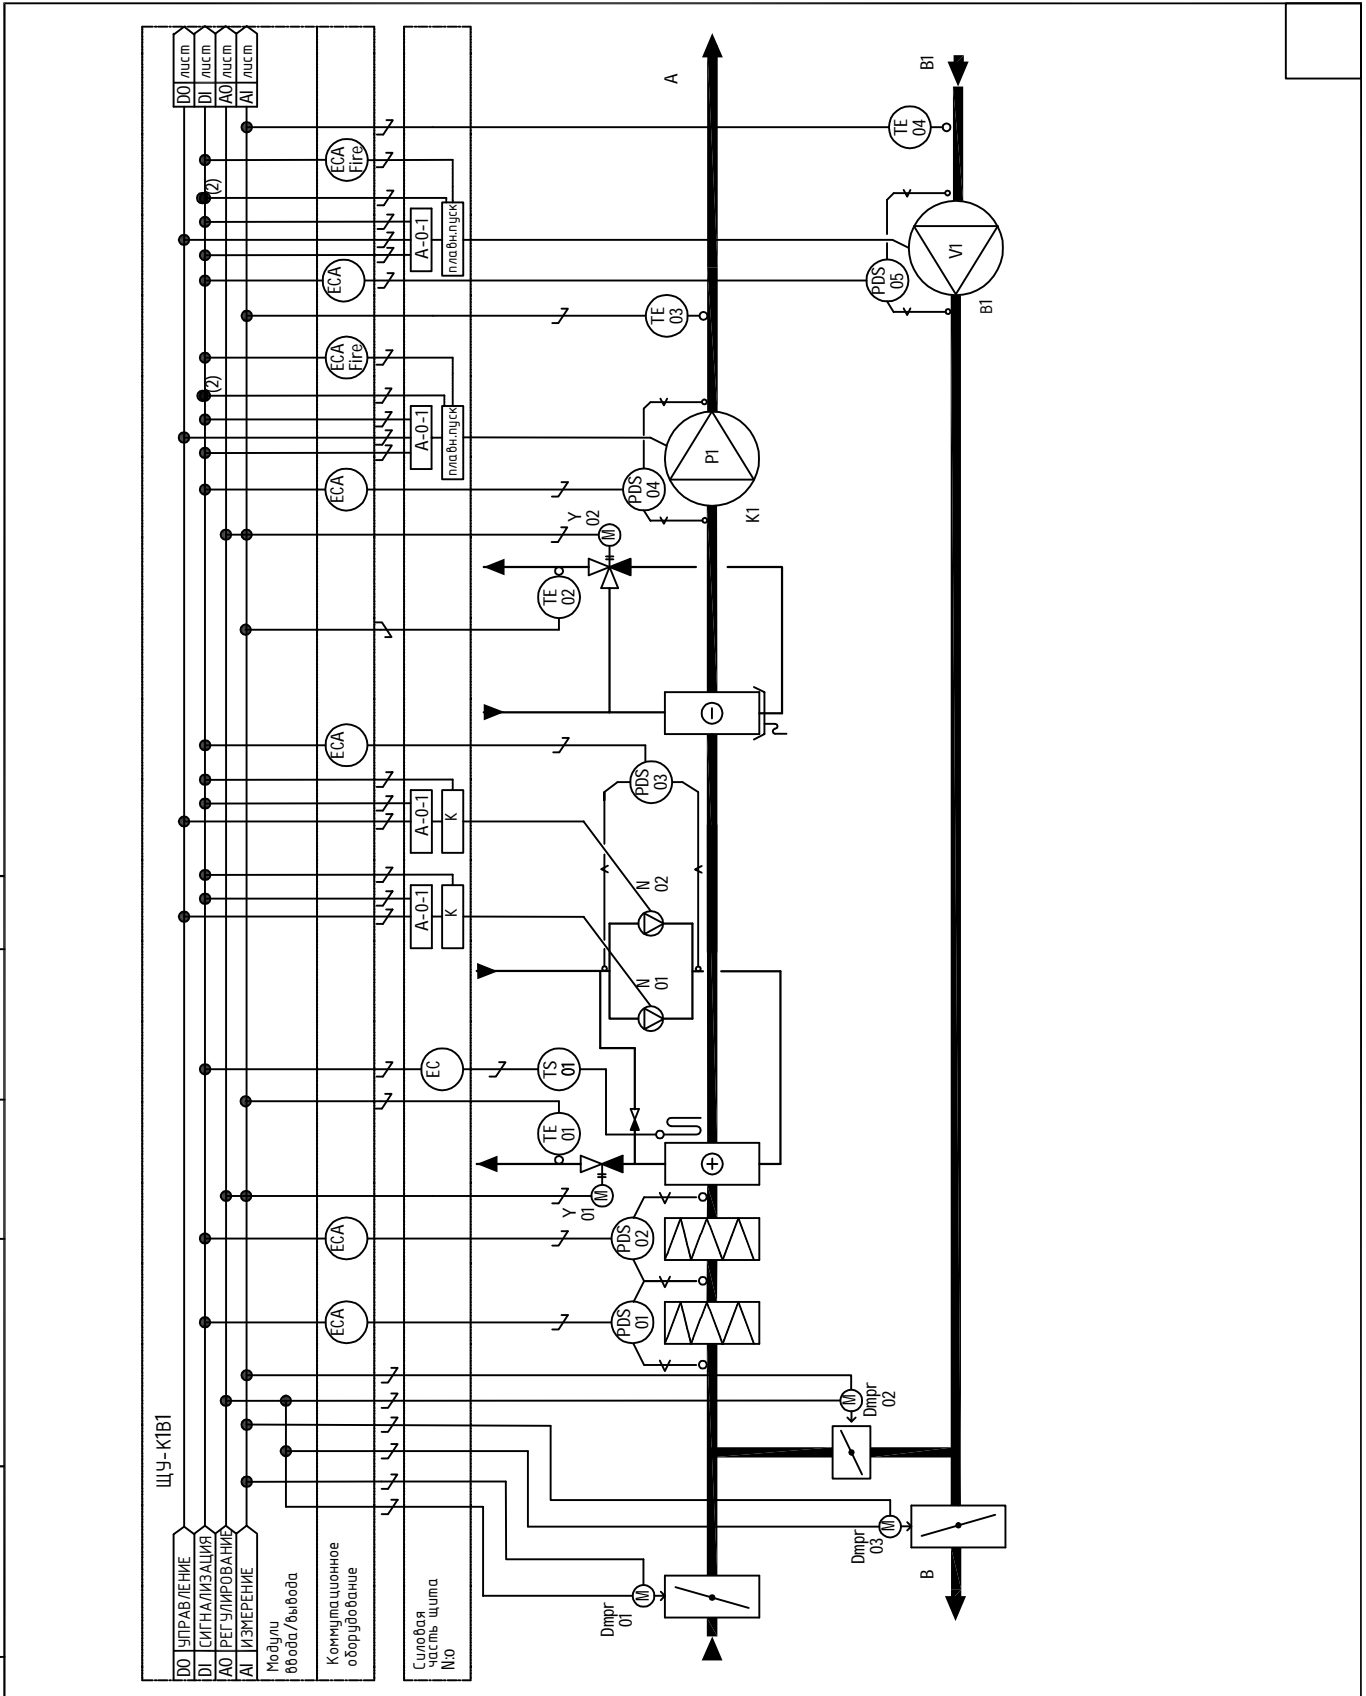 ЩУ-К1В1
DO УПРАВЛЕНИЕ
DI СИГНАЛИЗАЦИЯ
AO РЕГУЛИРОВАНИЕ
AI ИЗМЕРЕНИЕ
Модули
ввода/вывода
Коммутационное
оборудование
Силовая
часть щита
N:o
DO лист
DI лист
AO лист
AI лист
ECA
ECA
EC
ECA
ECA
ECA
Fire
ECA
ECA
Fire
(2)
(2)
A-0-1
K
A-0-1
K
A-0-1
плавн.пуск
A-0-1
плавн.пуск
M
Dmpr
01
M
Dmpr
03
M
Dmpr
02
PDS
01
PDS
02
M
Y
01
TE
01
TS
01
N
01
N
02
PDS
03
TE
02
M
Y
02
PDS
04
P1
K1
TE
03
A
PDS
05
V1
B1
TE
04
B1
B